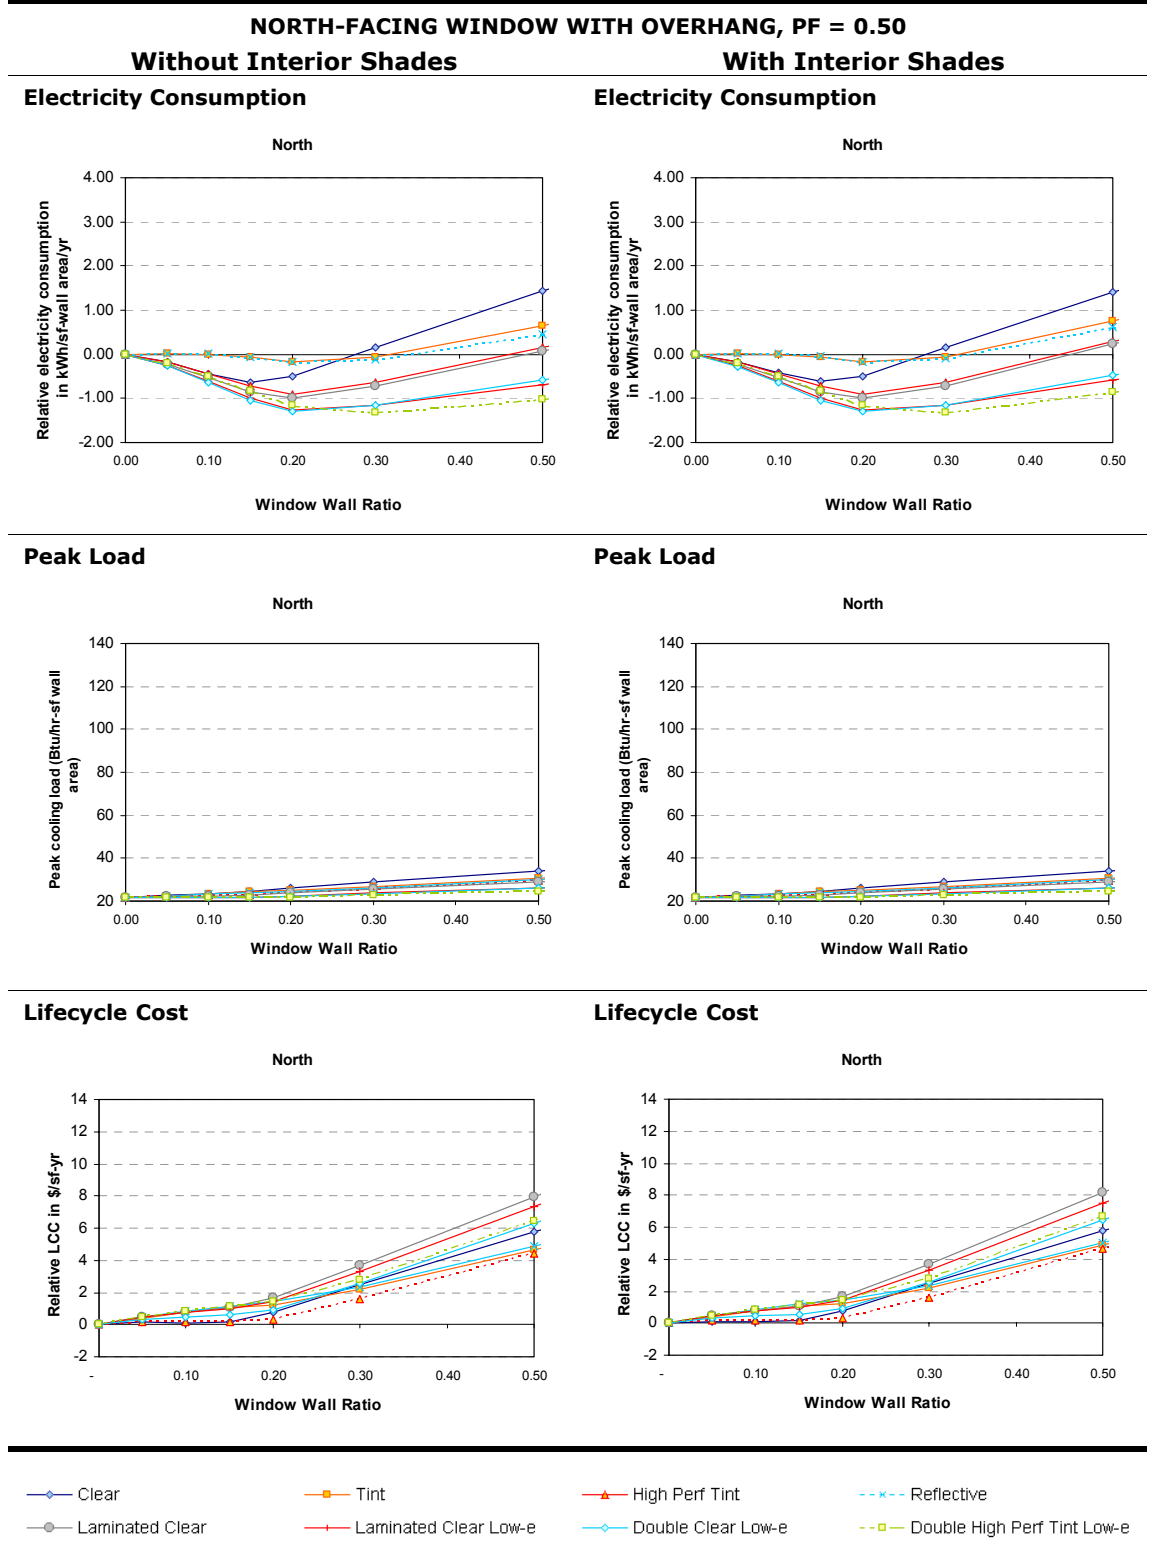 NORTH-FACING WINDOW WITH OVERHANG, PF = 0.50
Without Interior Shades
With Interior Shades
Electricity Consumption
North
Relative electricity consumption
in kWh/sf-wall area/yr
4.00
3.00
2.00
1.00
0.00
-1.00
-2.00
0.00 0.10 0.20 0.30 0.40 0.50
Window Wall Ratio
Electricity Consumption
North
Relative electricity consumption
in kWh/sf-wall area/yr
4.00
3.00
2.00
1.00
0.00
-1.00
-2.00
0.00 0.10 0.20 0.30 0.40 0.50
Window Wall Ratio
Peak Load
North
Peak cooling load (Btu/hr-sf wall
area)
140
120
100
80
60
40
20
0.00 0.10 0.20 0.30 0.40 0.50
Window Wall Ratio
Peak Load
North
Peak cooling load (Btu/hr-sf wall
area)
140
120
100
80
60
40
20
0.00 0.10 0.20 0.30 0.40 0.50
Window Wall Ratio
Lifecycle Cost
North
Relative LCC in $/sf-yr
14
12
10
8
6
4
2
0
-2
- 0.10 0.20 0.30 0.40 0.50
Window Wall Ratio
Lifecycle Cost
North
Relative LCC in $/sf-yr
14
12
10
8
6
4
2
0
-2
- 0.10 0.20 0.30 0.40 0.50
Window Wall Ratio
Clear Tint High Perf Tint Reflective
Laminated Clear Laminated Clear Low-e Double Clear Low-e Double High Perf Tint Low-e